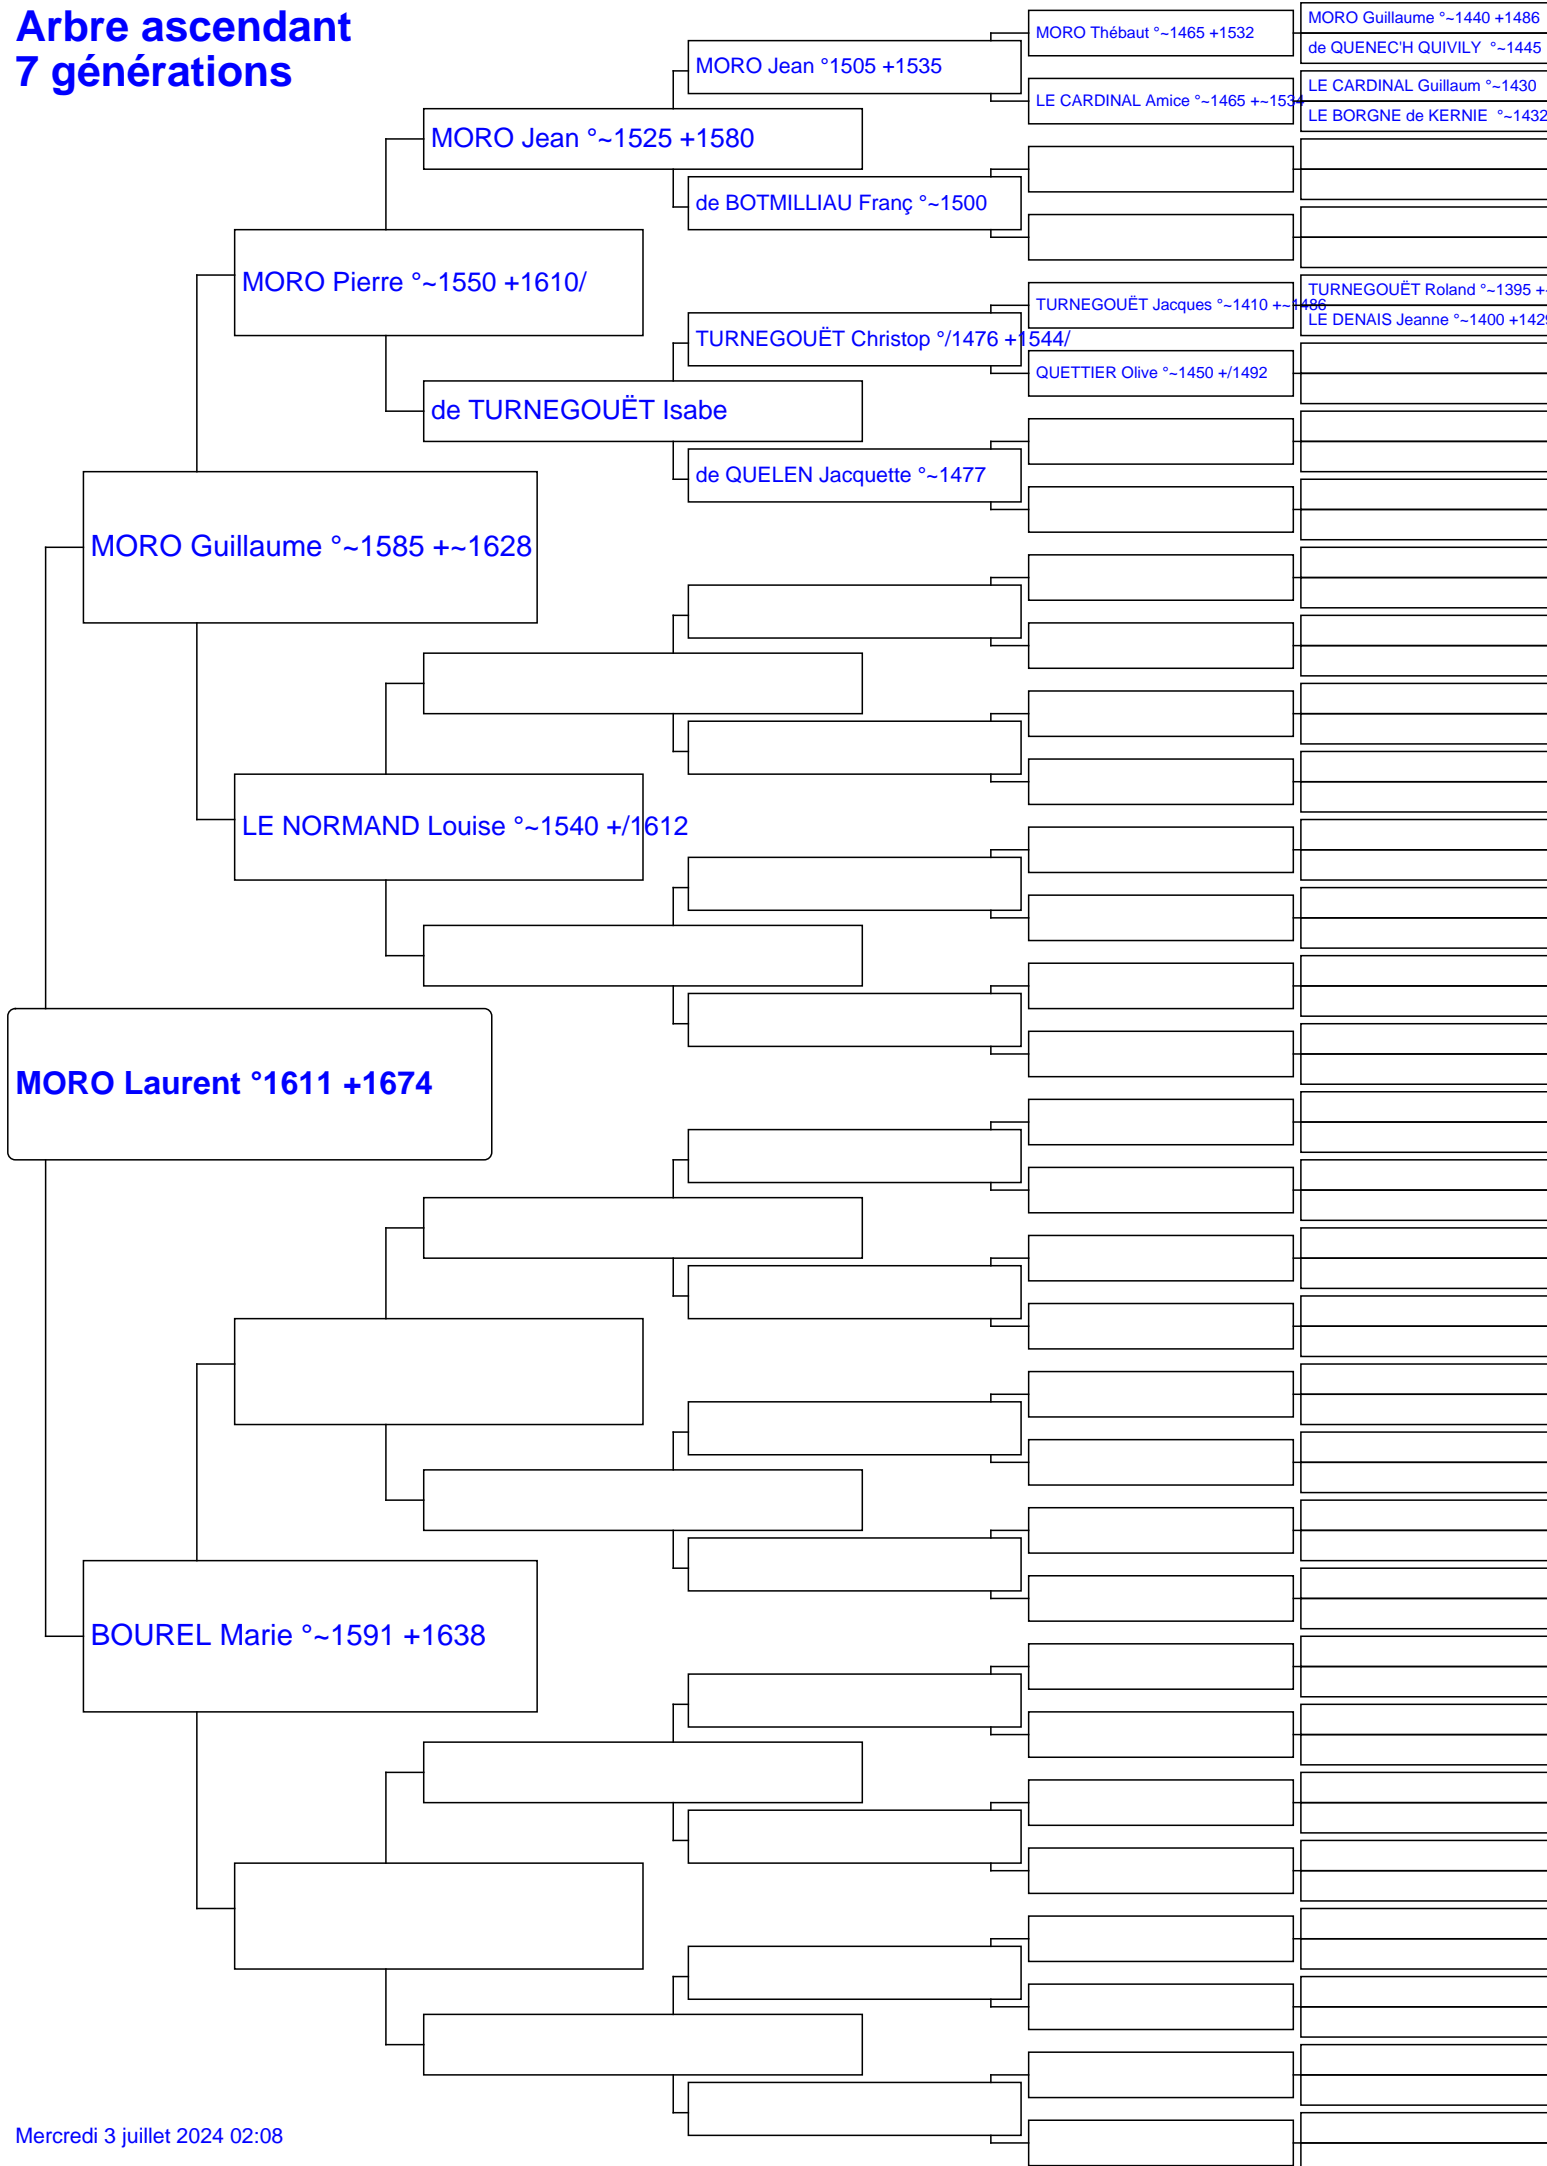 Arbre ascendant
7 générations
MORO Thébaut °~1465 +1532
MORO Guillaume °~1440 +1486
de QUENEC'H QUIVILY °~1445
MORO Jean °1505 +1535
LE CARDINAL Amice °~1465 +~1534
LE CARDINAL Guillaum °~1430
LE BORGNE de KERNIE °~1432
MORO Jean °~1525 +1580
de BOTMILLIAU Franç °~1500
MORO Pierre °~1550 +1610/
TURNEGOUËT Jacques °~1410 +~1486
TURNEGOUËT Roland °~1395 +~
LE DENAIS Jeanne °~1400 +1429
TURNEGOUËT Christop °/1476 +1544/
QUETTIER Olive °~1450 +/1492
de TURNEGOUËT Isabe
de QUELEN Jacquette °~1477
MORO Guillaume °~1585 +~1628
LE NORMAND Louise °~1540 +/1612
MORO Laurent °1611 +1674
BOUREL Marie °~1591 +1638
Mercredi 3 juillet 2024 02:08